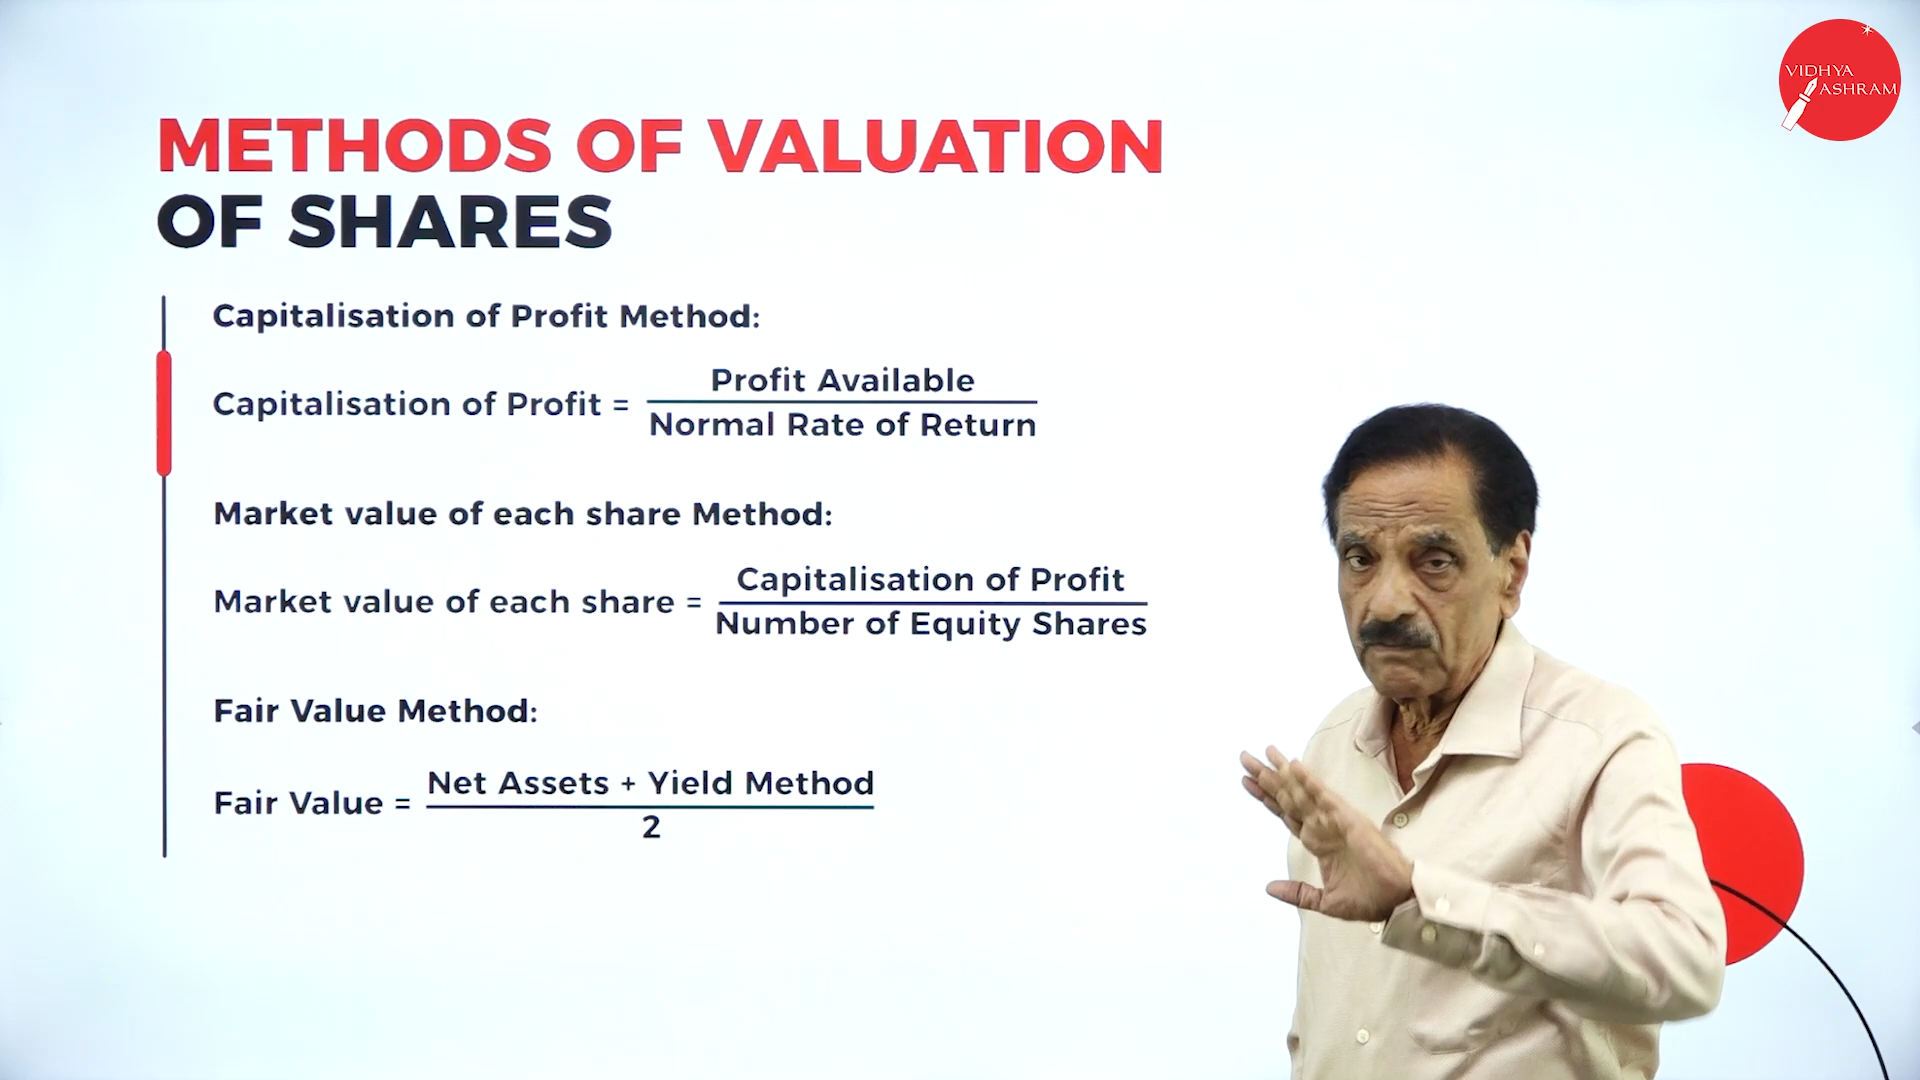 VIDHYA
ASHRAM
METHODS OF VALUATION
OF SHARES
Capitalisation of Profit Method:
Capitalisation of Profit = Profit Available
Normal Rate of Return
Market value of each share Method:
Market value of each share = Capitalisation of Profit
Number of Equity Shares
Fair Value Method:
Fair Value = Net Assets + Yield Method
2